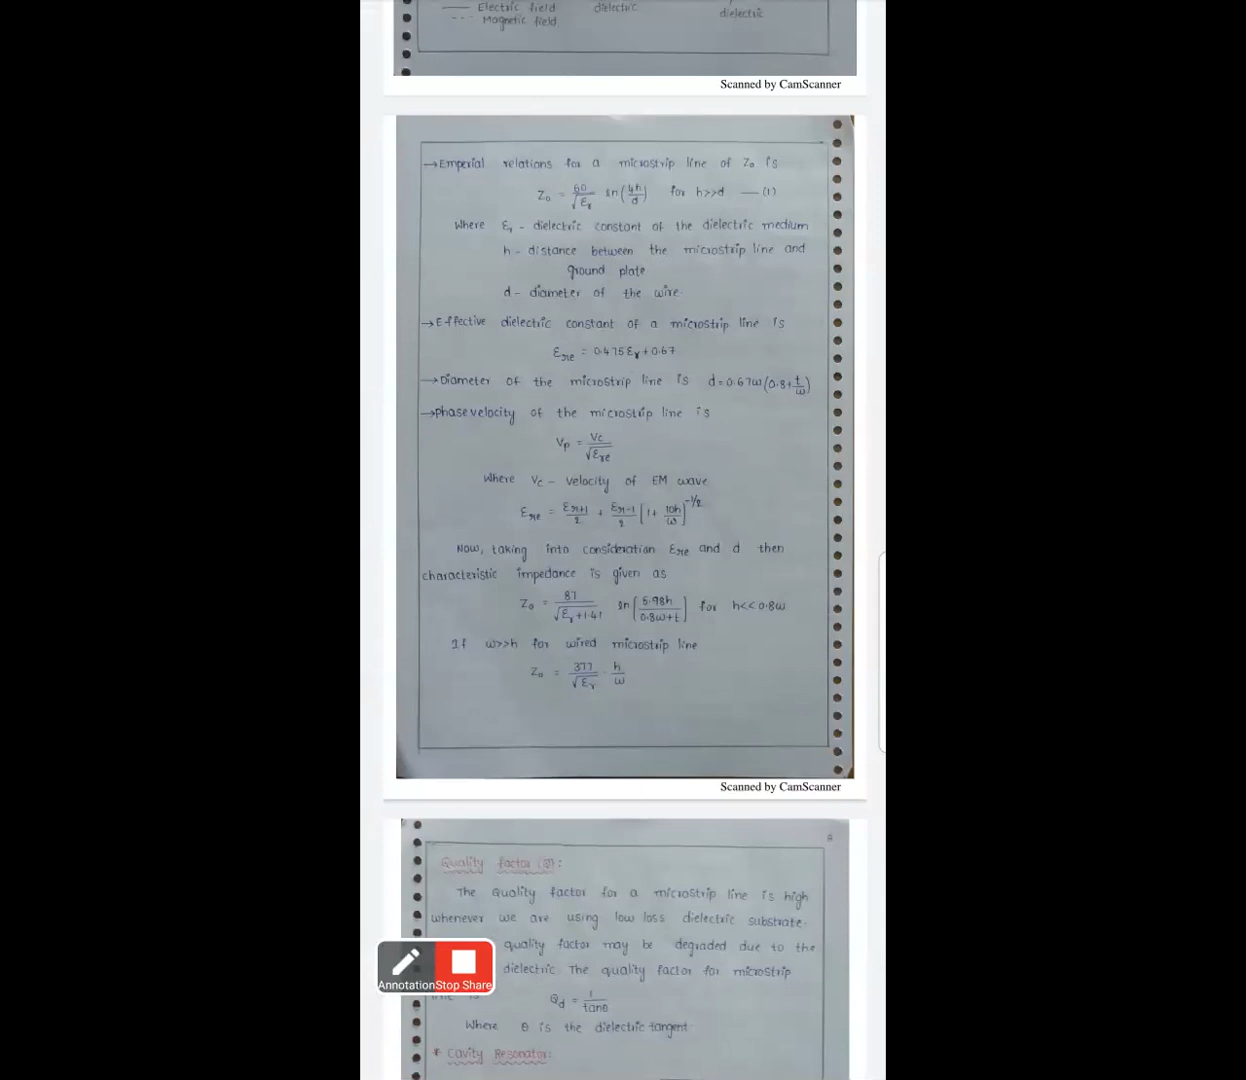 Electric field dielectric
Magnetic field dielectric
Scanned by CamScanner
→Emperial relations for a microstrip line of Z₀ is
Z₀ = 60/√εᵣ ln(4h/d) for h>>d —(1)
Where εᵣ - dielectric constant of the dielectric medium
h - distance between the microstrip line and
ground plate
d - diameter of the wire
→Effective dielectric constant of a microstrip line is
εᵣₑ = 0.475εᵣ+0.67
→Diameter of the microstrip line is d=0.67ω(0.8+t/ω)
→phase velocity of the microstrip line is
Vₚ = Vc/√εᵣₑ
Where Vc - velocity of EM wave
εᵣₑ = εᵣ+1/2 + εᵣ-1/2 [1+ 10h/ω]^-1/2
Now, taking into consideration εᵣₑ and d then
characteristic impedance is given as
Z₀ = 87/√εᵣ+1.41 ln[5.98h/0.8ω+t] for h<<0.8ω
If ω>>h for wired microstrip line
Z₀ = 377/√εᵣ · h/ω
Scanned by CamScanner
8
Quality factor (Q):
The Quality factor for a microstrip line is high
whenever we are using low loss dielectric substrate.
quality factor may be degraded due to the
dielectric The quality factor for microstrip
line is
Q_d = 1/tanθ
Where θ is the dielectric tangent
* Cavity Resonator:
Annotation Stop Share